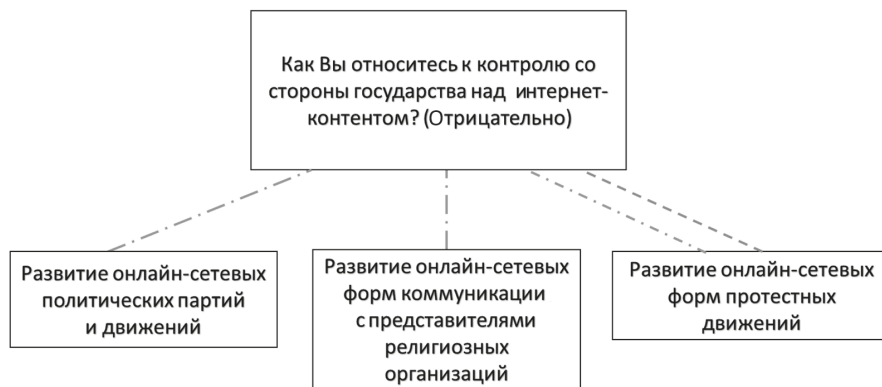 Как Вы относитесь к контролю со
стороны государства над интернет-
контентом? (Отрицательно)
Развитие онлайн-сетевых
политических партий
и движений
Развитие онлайн-сетевых
форм коммуникации
с представителями
религиозных
организаций
Развитие онлайн-сетевых
форм протестных
движений